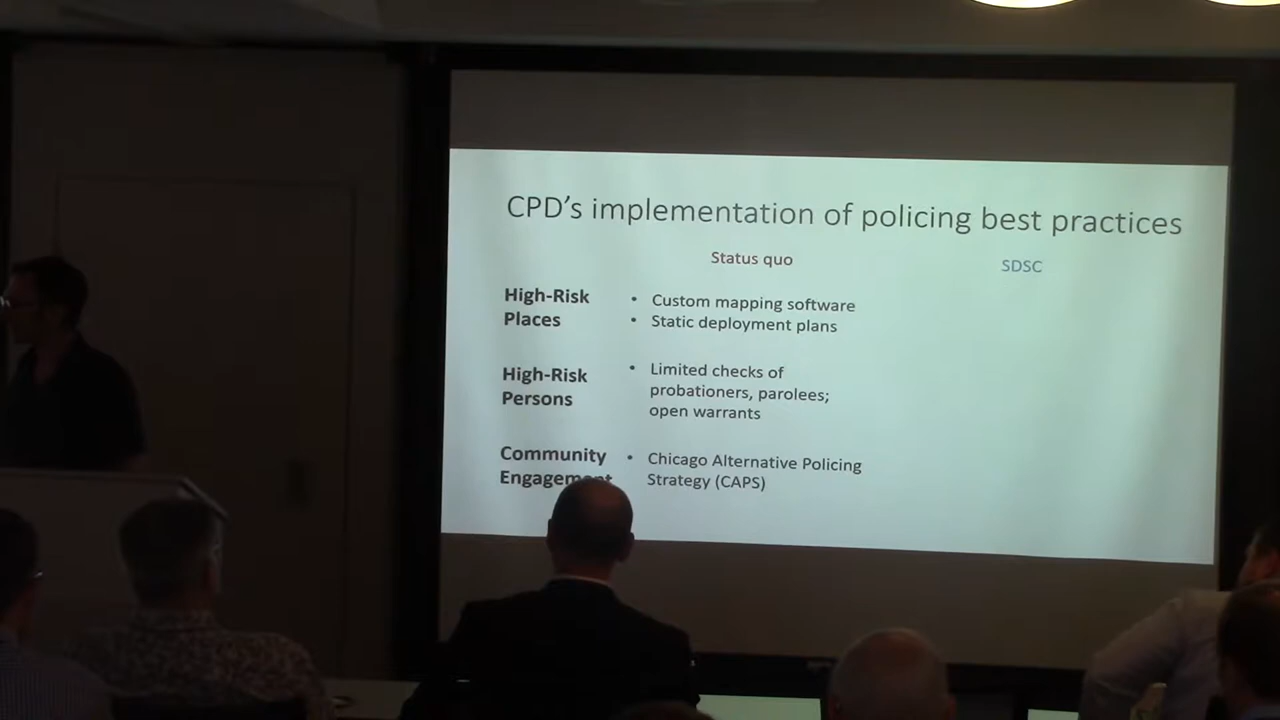 CPD's implementation of policing best practices
Status quo
SDSC
High-Risk
Places
• Custom mapping software
• Static deployment plans
High-Risk
Persons
• Limited checks of
probationers, parolees;
open warrants
Community
Engagement
• Chicago Alternative Policing
Strategy (CAPS)